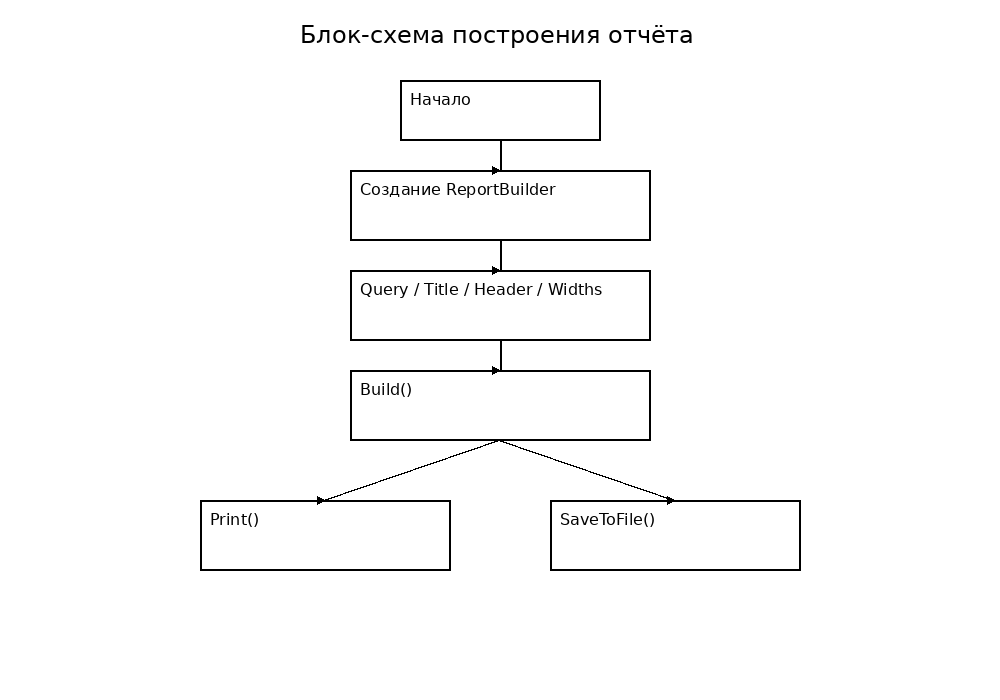 Блок-схема построения отчёта
Начало
Создание ReportBuilder
Query / Title / Header / Widths
Build()
Print()
SaveToFile()